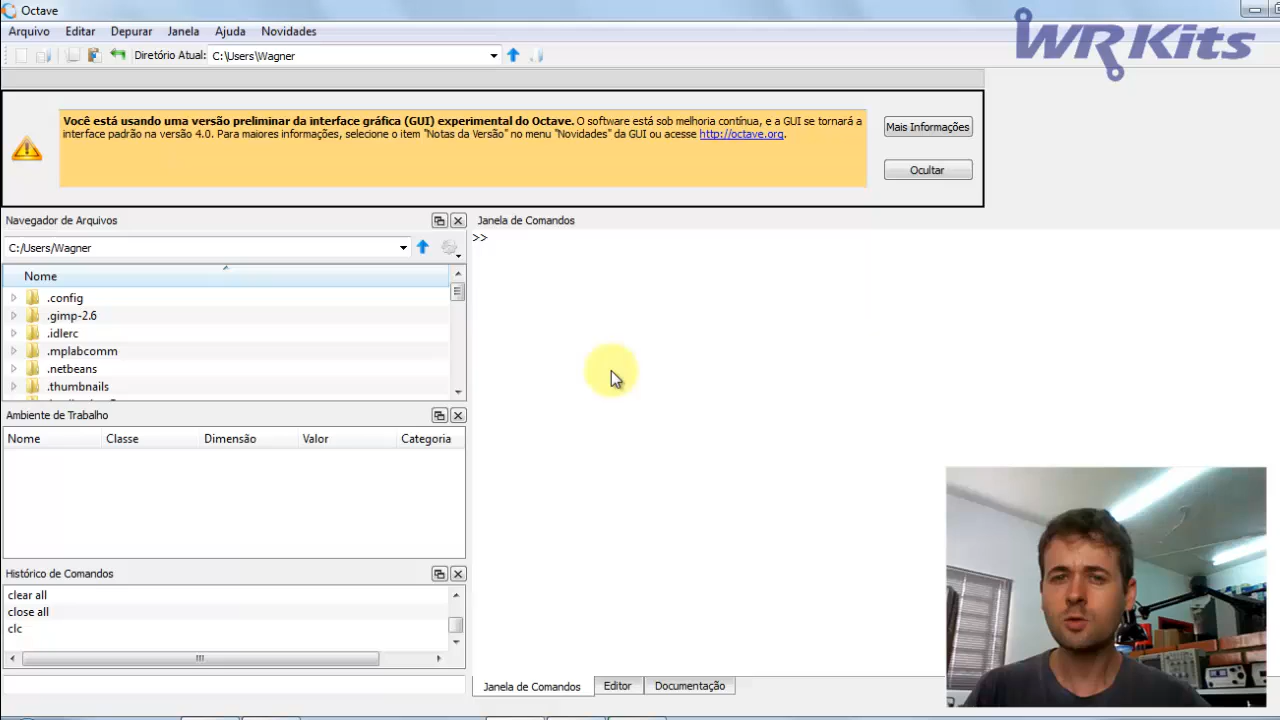 Octave
WR Kits
Arquivo Editar Depurar Janela Ajuda Novidades
Diretório Atual: C:\Users\Wagner
Você está usando uma versão preliminar da interface gráfica (GUI) experimental do Octave. O software está sob melhoria contínua, e a GUI se tornará a
interface padrão na versão 4.0. Para maiores informações, selecione o item "Notas da Versão" no menu "Novidades" da GUI ou acesse http://octave.org.
Mais Informações
Ocultar
Navegador de Arquivos
C:/Users/Wagner
Nome
.config
.gimp-2.6
.idlerc
.mplabcomm
.netbeans
.thumbnails
Ambiente de Trabalho
Nome Classe Dimensão Valor Categoria
Histórico de Comandos
clear all
close all
clc
Janela de Comandos
>>
Janela de Comandos Editor Documentação